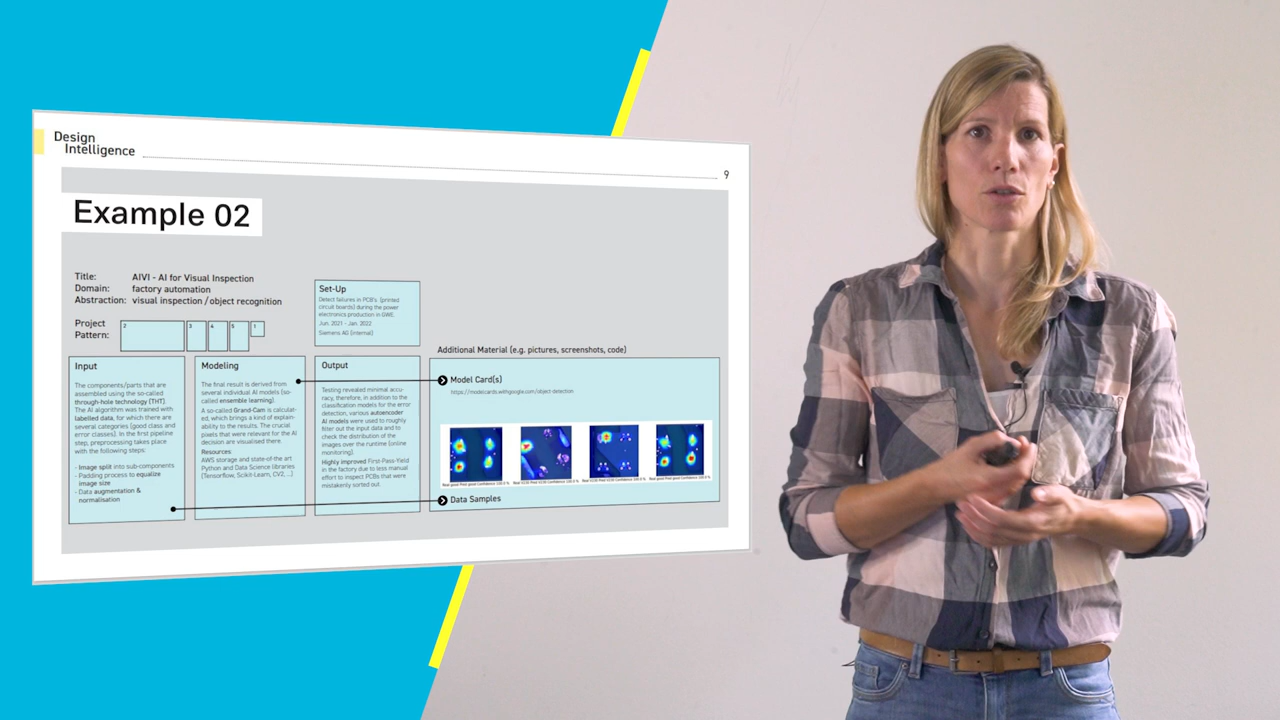 Design
Intelligence
9
Example 02
Title: AIVI - AI for Visual Inspection
Domain: factory automation
Abstraction: visual inspection / object recognition
Project
Pattern:
2 3 4 5 1
Set-Up
Detect failures in PCB's (printed
circuit boards) during the power
electronics production in GWE.
Jun. 2021 - Jan. 2022
Siemens AG (internal)
Input
The components/parts that are
assembled using the so-called
through-hole technology (THT).
The AI algorithm was trained with
labelled data, for which there are
several categories (good class and
error classes). In the first pipeline
step, preprocessing takes place
with the following steps:
- Image split into sub-components
- Padding process to equalize
image size
- Data augmentation &
normalisation
Modeling
The final result is derived from
several individual AI models (so-
called ensemble learning).
A so-called Grand-Cam is calculat-
ed, which brings a kind of explain-
ability to the results. The crucial
pixels that were relevant for the AI
decision are visualised there.
Resources:
AWS storage and state-of-the art
Python and Data Science libraries
(Tensorflow, Scikit-Learn, CV2, ...)
Output
Testing revealed minimal accu-
racy, therefore, in addition to the
classification models for the error
detection, various autoencoder
AI models were used to roughly
filter out the input data and to
check the distribution of the
images over the runtime (online
monitoring).
Highly improved First-Pass-Yield
in the factory due to less manual
effort to inspect PCBs that were
mistakenly sorted out.
Additional Material (e.g. pictures, screenshots, code)
Model Card(s)
https://modelcards.withgoogle.com/object-detection
Data Samples